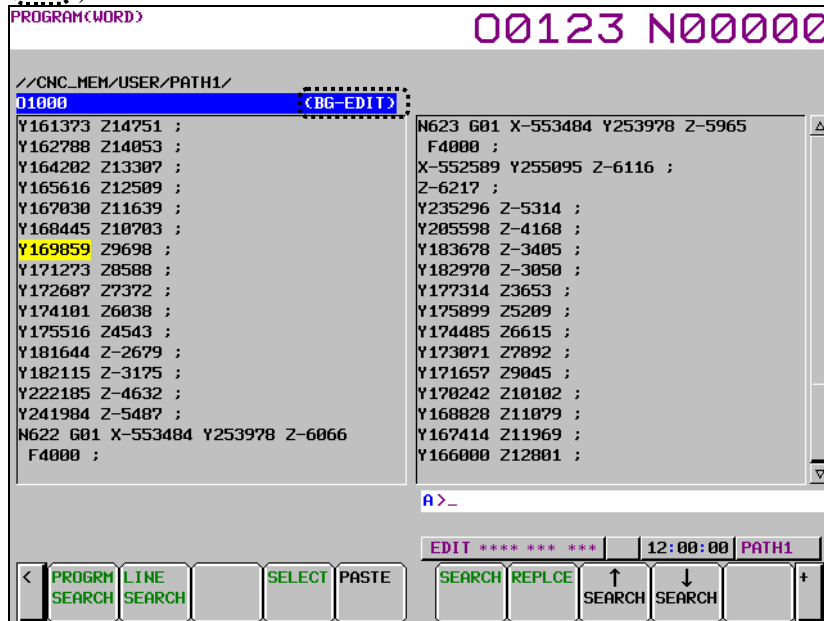 PROGRAM(WORD)
O0123 N00000
//CNC_MEM/USER/PATH1/
O1000 (BG-EDIT)
Y161373 Z14751 ;
Y162788 Z14053 ;
Y164202 Z13307 ;
Y165616 Z12509 ;
Y167030 Z11639 ;
Y168445 Z10703 ;
Y169859 Z9698 ;
Y171273 Z8588 ;
Y172687 Z7372 ;
Y174101 Z6038 ;
Y175516 Z4543 ;
Y181644 Z-2679 ;
Y182115 Z-3175 ;
Y222185 Z-4632 ;
Y241984 Z-5487 ;
N622 G01 X-553484 Y253978 Z-6066
F4000 ;
N623 G01 X-553484 Y253978 Z-5965
F4000 ;
X-552589 Y255095 Z-6116 ;
Z-6217 ;
Y235296 Z-5314 ;
Y205598 Z-4168 ;
Y183678 Z-3405 ;
Y182970 Z-3050 ;
Y177314 Z3653 ;
Y175899 Z5209 ;
Y174485 Z6615 ;
Y173071 Z7892 ;
Y171657 Z9045 ;
Y170242 Z10102 ;
Y168828 Z11079 ;
Y167414 Z11969 ;
Y166000 Z12801 ;
A>_
EDIT **** *** *** 12:00:00 PATH1
< PROGRM SEARCH
LINE SEARCH
SELECT
PASTE
SEARCH
REPLCE
↑ SEARCH
↓ SEARCH
+